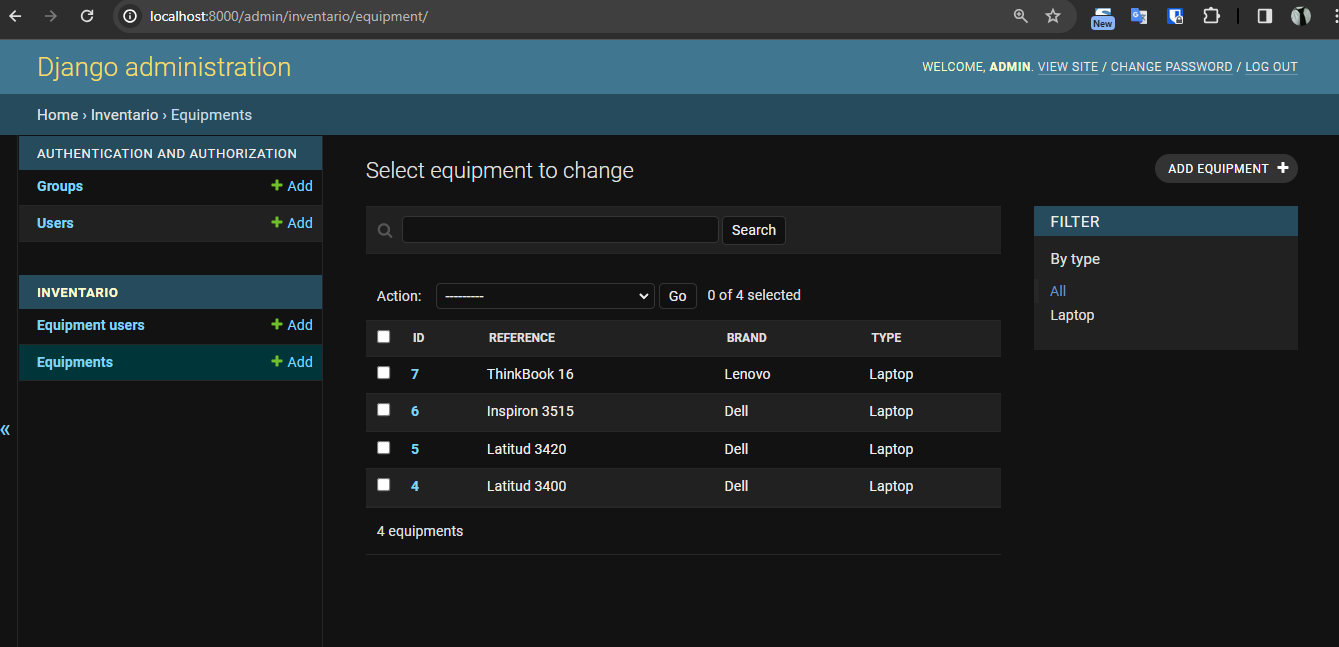 localhost:8000/admin/inventario/equipment/
New
Django administration
WELCOME, ADMIN. VIEW SITE / CHANGE PASSWORD / LOG OUT
Home › Inventario › Equipments
AUTHENTICATION AND AUTHORIZATION
Groups + Add
Users + Add
INVENTARIO
Equipment users + Add
Equipments + Add
«
Select equipment to change
ADD EQUIPMENT +
Search
Action: --------- Go 0 of 4 selected
ID REFERENCE BRAND TYPE
7 ThinkBook 16 Lenovo Laptop
6 Inspiron 3515 Dell Laptop
5 Latitud 3420 Dell Laptop
4 Latitud 3400 Dell Laptop
4 equipments
FILTER
By type
All
Laptop